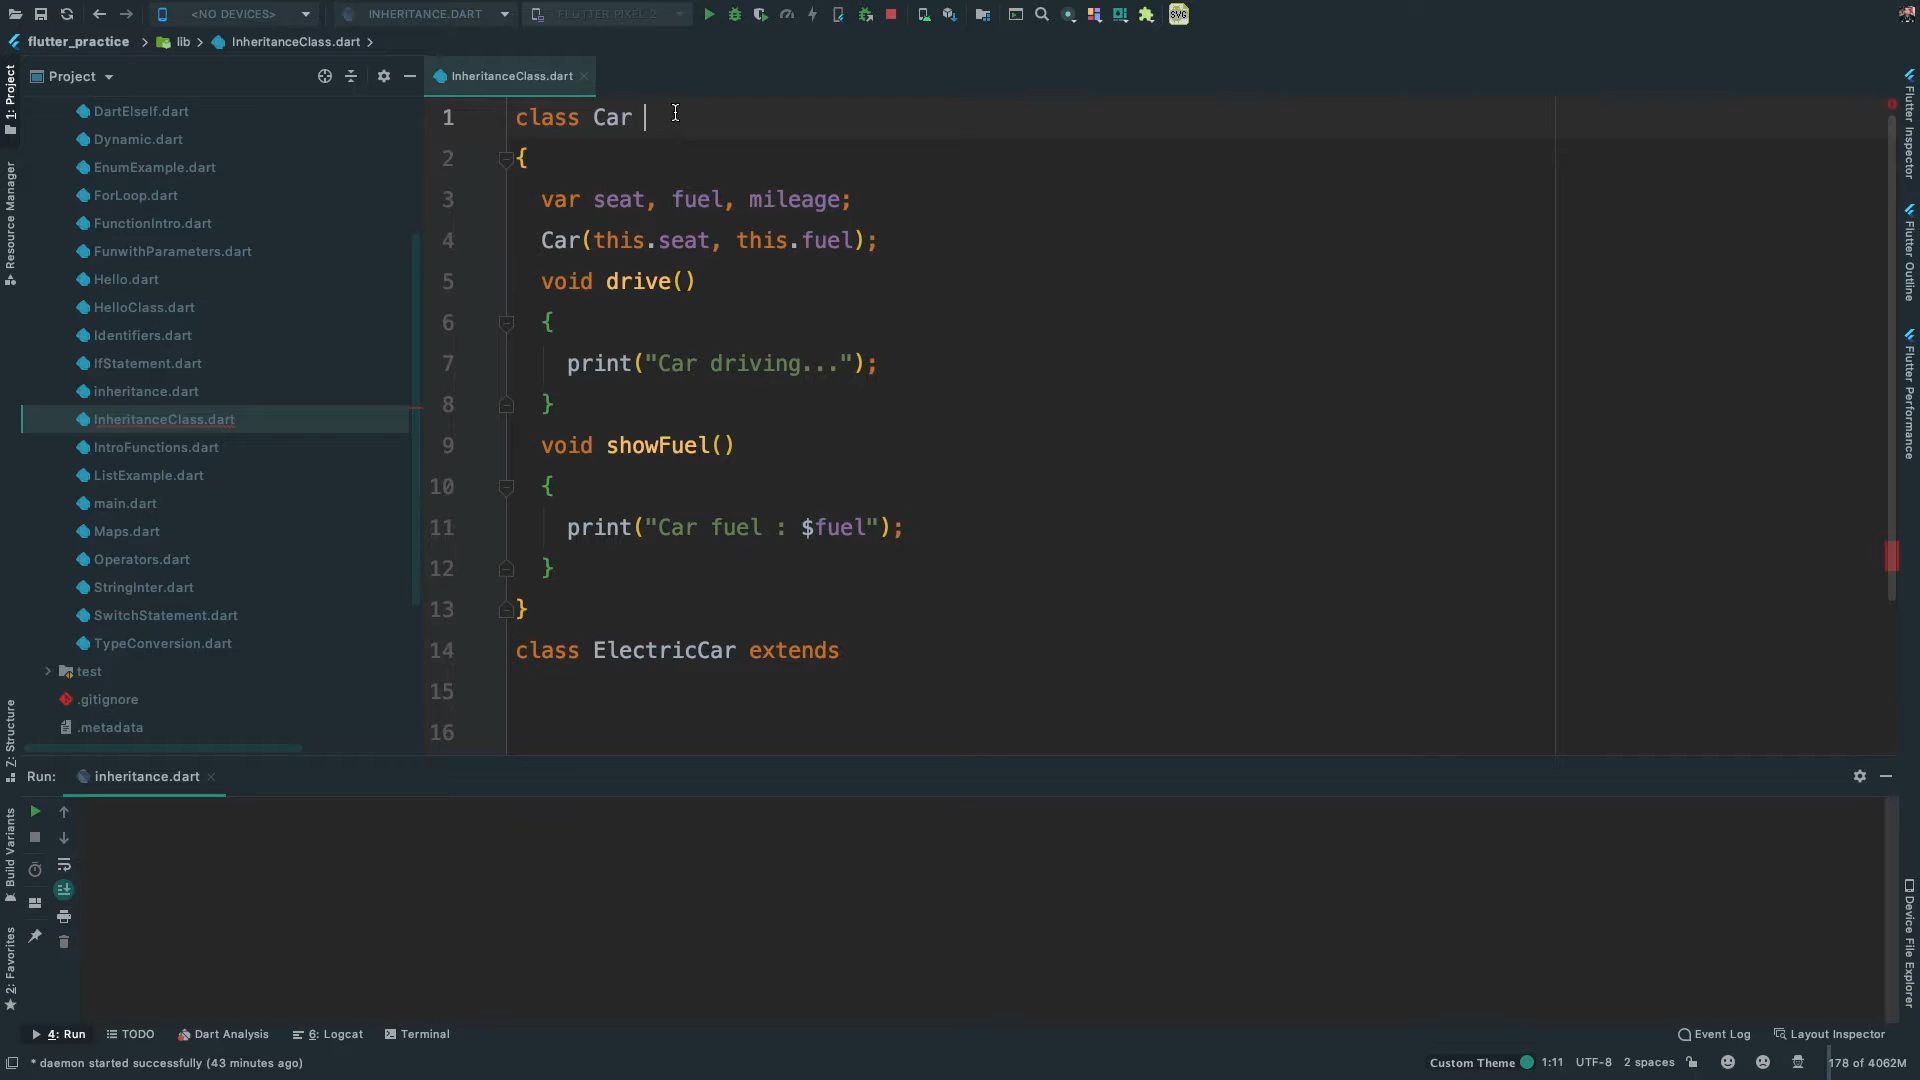 <NO DEVICES>
INHERITANCE.DART
FLUTTER PIXEL 2
SVG
flutter_practice
lib
InheritanceClass.dart
1: Project
Resource Manager
Z: Structure
Build Variants
2: Favorites
Project
DartElself.dart
Dynamic.dart
EnumExample.dart
ForLoop.dart
FunctionIntro.dart
FunwithParameters.dart
Hello.dart
HelloClass.dart
Identifiers.dart
IfStatement.dart
inheritance.dart
InheritanceClass.dart
IntroFunctions.dart
ListExample.dart
main.dart
Maps.dart
Operators.dart
StringInter.dart
SwitchStatement.dart
TypeConversion.dart
test
.gitignore
.metadata
InheritanceClass.dart
1 class Car
2 {
3 var seat, fuel, mileage;
4 Car(this.seat, this.fuel);
5 void drive()
6 {
7 print("Car driving...");
8 }
9 void showFuel()
10 {
11 print("Car fuel : $fuel");
12 }
13 }
14 class ElectricCar extends
15
16
Flutter Inspector
Flutter Outline
Flutter Performance
Device File Explorer
Run: inheritance.dart
4: Run TODO Dart Analysis 6: Logcat Terminal
Event Log Layout Inspector
* daemon started successfully (43 minutes ago)
Custom Theme 1:11 UTF-8 2 spaces 178 of 4062M